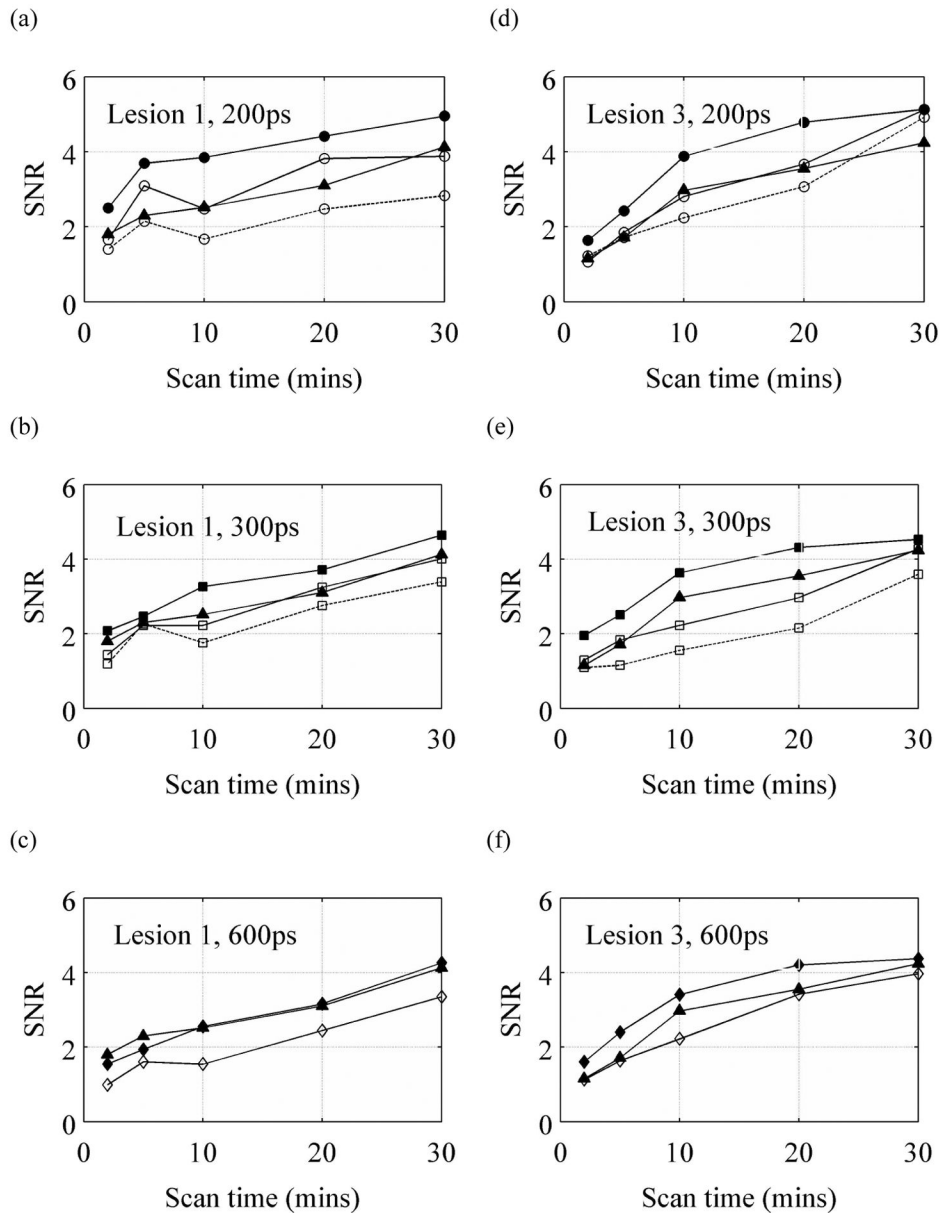 (a)
6
Lesion 1, 200ps
4
SNR
2
0
0 10 20 30
Scan time (mins)
(d)
6
Lesion 3, 200ps
4
SNR
2
0
0 10 20 30
Scan time (mins)
(b)
6
Lesion 1, 300ps
4
SNR
2
0
0 10 20 30
Scan time (mins)
(e)
6
Lesion 3, 300ps
4
SNR
2
0
0 10 20 30
Scan time (mins)
(c)
6
Lesion 1, 600ps
4
SNR
2
0
0 10 20 30
Scan time (mins)
(f)
6
Lesion 3, 600ps
4
SNR
2
0
0 10 20 30
Scan time (mins)